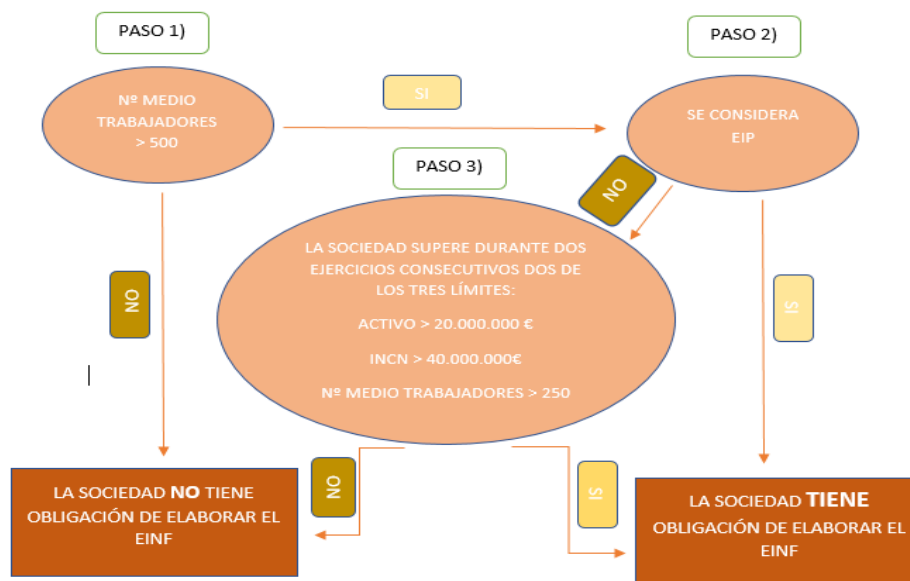 PASO 1)
Nº MEDIO
TRABAJADORES
> 500
SI
PASO 2)
SE CONSIDERA
EIP
NO
PASO 3)
LA SOCIEDAD SUPERE DURANTE DOS
EJERCICIOS CONSECUTIVOS DOS DE
LOS TRES LÍMITES:
ACTIVO > 20.000.000 €
INCN > 40.000.000€
Nº MEDIO TRABAJADORES > 250
NO
SI
NO
SI
LA SOCIEDAD NO TIENE
OBLIGACIÓN DE ELABORAR EL
EINF
LA SOCIEDAD TIENE
OBLIGACIÓN DE ELABORAR EL
EINF